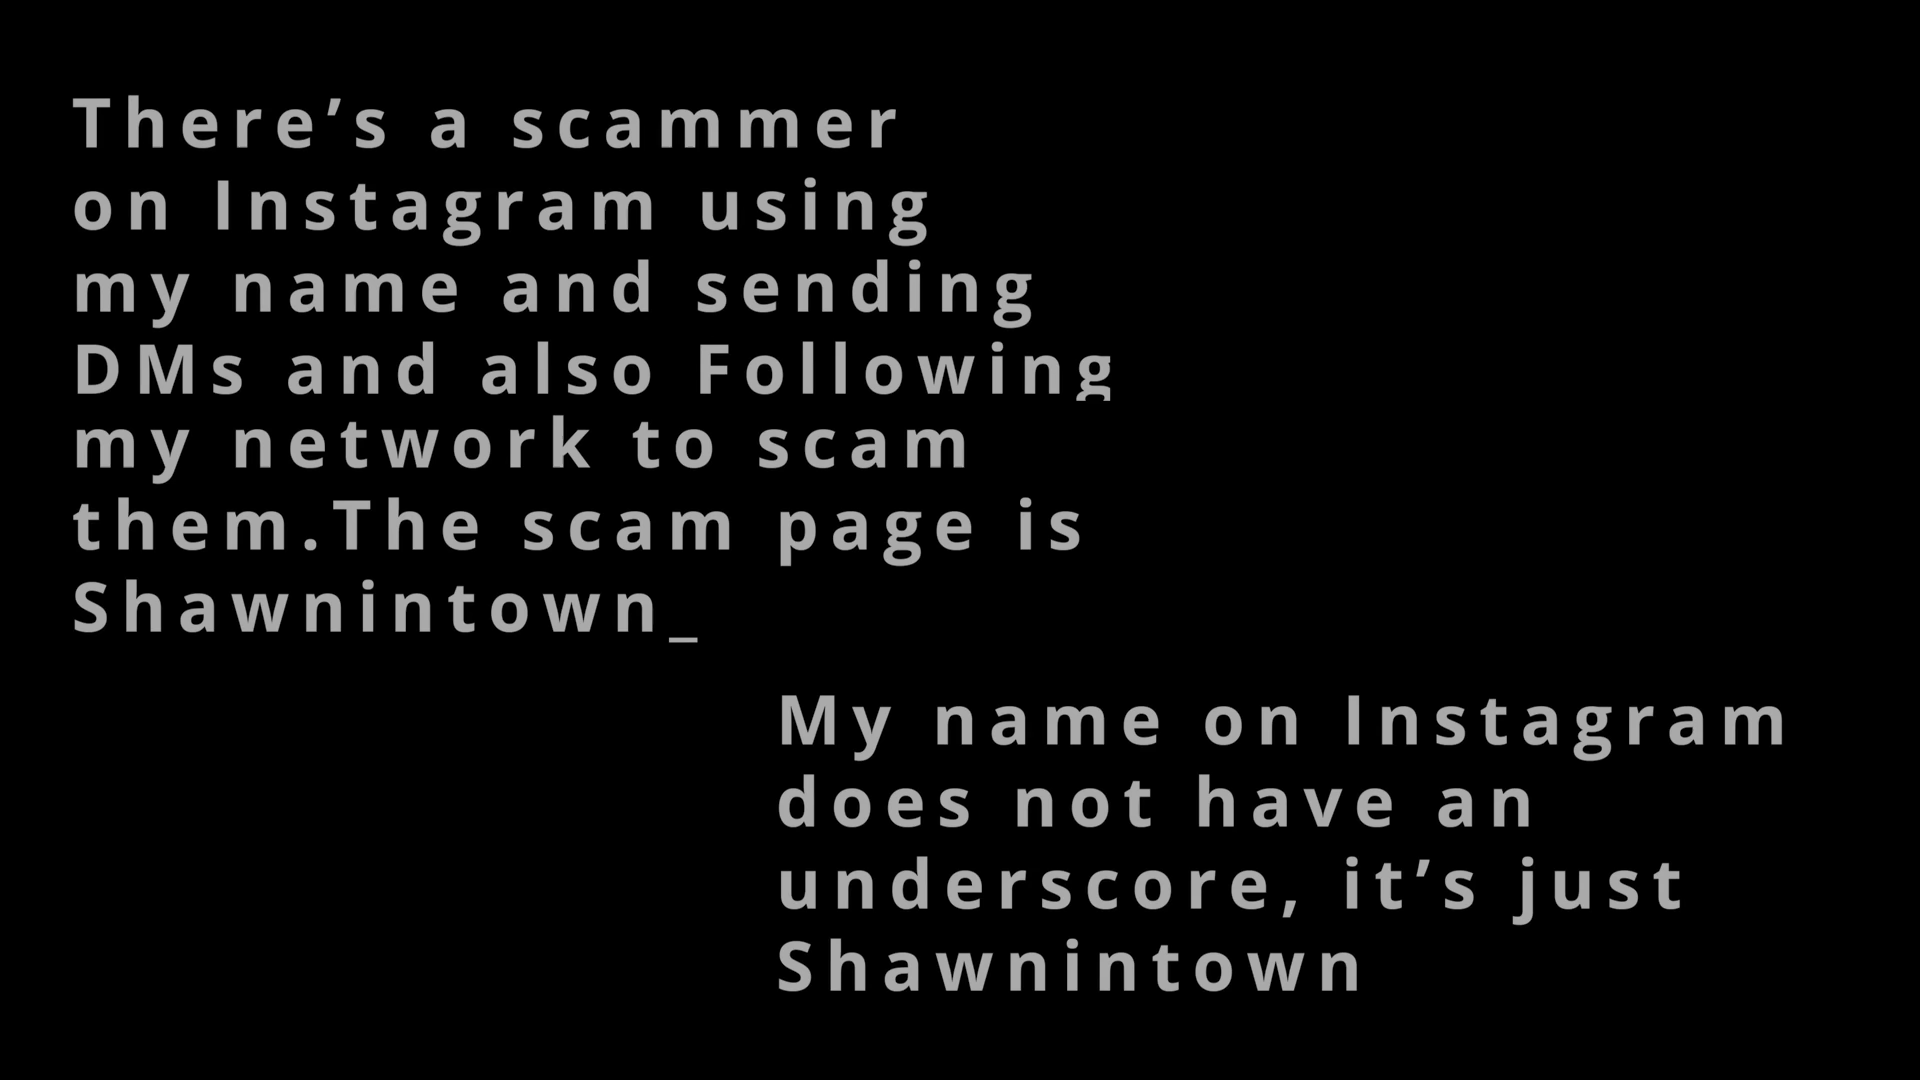 There’s a scammer
on Instagram using
my name and sending
DMs and also Following
my network to scam
them.The scam page is
Shawnintown_
My name on Instagram
does not have an
underscore, it’s just
Shawnintown